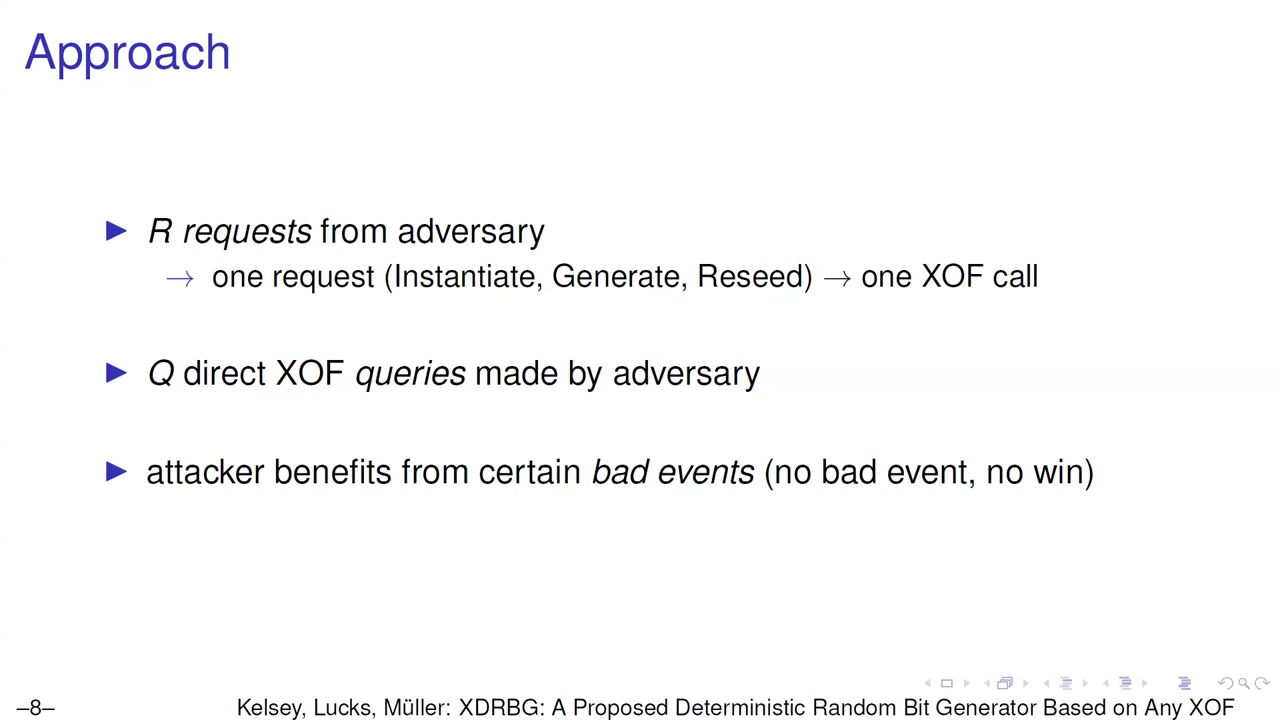 Approach
▶ R requests from adversary
→ one request (Instantiate, Generate, Reseed) → one XOF call
▶ Q direct XOF queries made by adversary
▶ attacker benefits from certain bad events (no bad event, no win)
–8– Kelsey, Lucks, Müller: XDRBG: A Proposed Deterministic Random Bit Generator Based on Any XOF